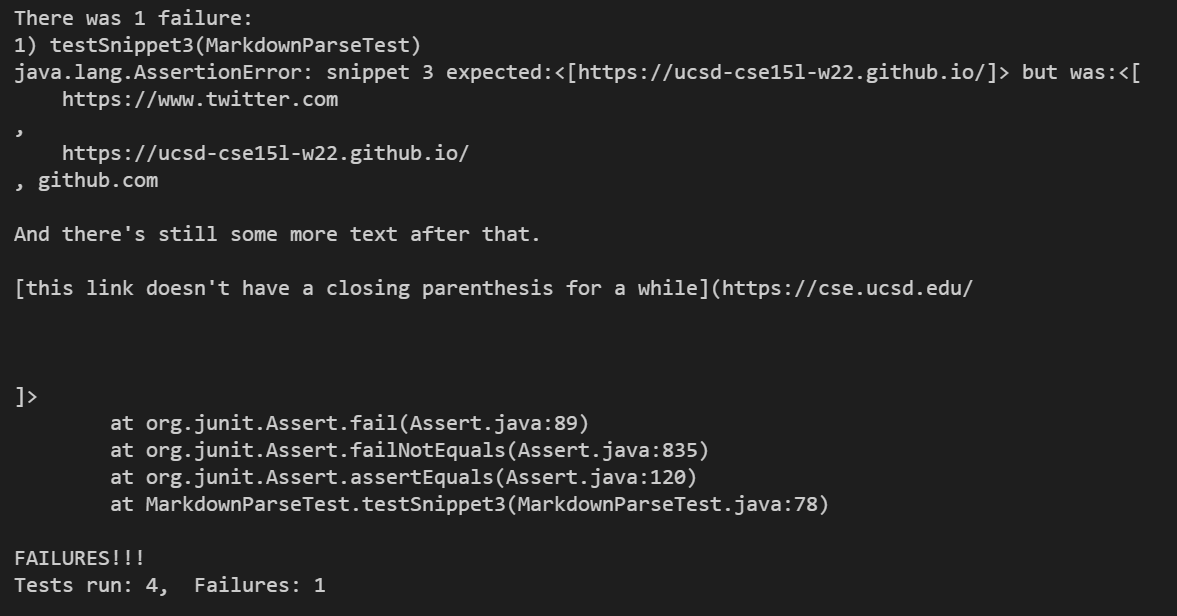 There was 1 failure:
1) testSnippet3(MarkdownParseTest)
java.lang.AssertionError: snippet 3 expected:<[https://ucsd-cse15l-w22.github.io/]> but was:<[
    https://www.twitter.com
,
    https://ucsd-cse15l-w22.github.io/
, github.com

And there's still some more text after that.

[this link doesn't have a closing parenthesis for a while](https://cse.ucsd.edu/



]>
        at org.junit.Assert.fail(Assert.java:89)
        at org.junit.Assert.failNotEquals(Assert.java:835)
        at org.junit.Assert.assertEquals(Assert.java:120)
        at MarkdownParseTest.testSnippet3(MarkdownParseTest.java:78)

FAILURES!!!
Tests run: 4,  Failures: 1